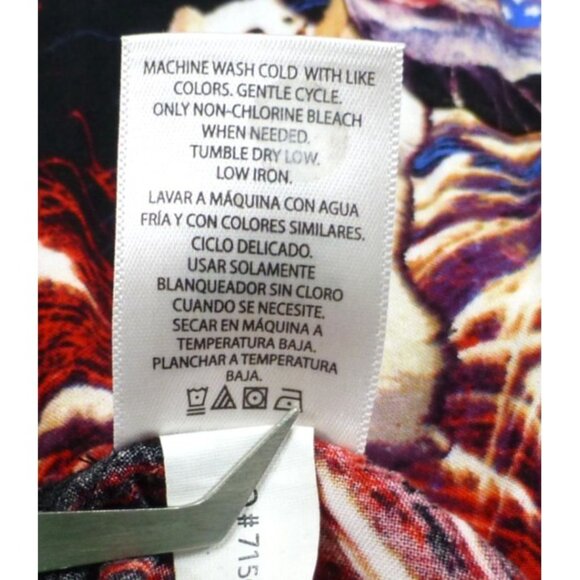 MACHINE WASH COLD WITH LIKE
COLORS. GENTLE CYCLE.
ONLY NON-CHLORINE BLEACH
WHEN NEEDED.
TUMBLE DRY LOW.
LOW IRON.
LAVAR A MÁQUINA CON AGUA
FRÍA Y CON COLORES SIMILARES.
CICLO DELICADO.
USAR SOLAMENTE
BLANQUEADOR SIN CLORO
CUANDO SE NECESITE.
SECAR EN MÁQUINA A
TEMPERATURA BAJA.
PLANCHAR A TEMPERATURA
BAJA.
#715